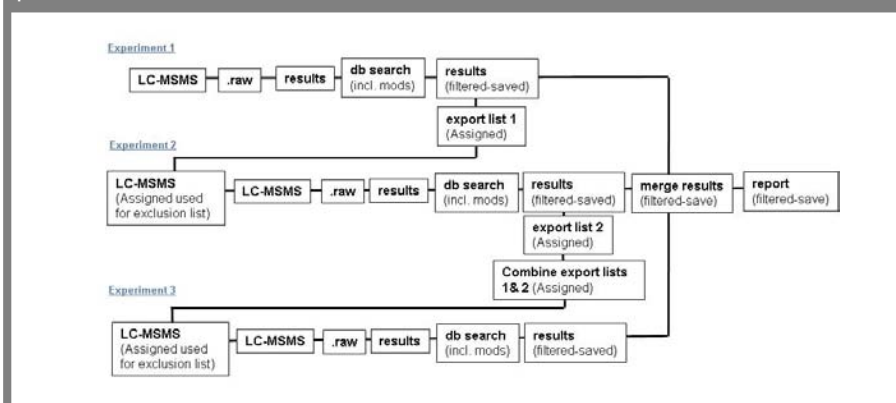 Experiment 1
LC-MSMS
.raw
results
db search
(incl. mods)
results
(filtered-saved)
export list 1
(Assigned)
Experiment 2
LC-MSMS
(Assigned used
for exclusion list)
LC-MSMS
.raw
results
db search
(incl. mods)
results
(filtered-saved)
merge results
(filtered-save)
report
(filtered-save)
export list 2
(Assigned)
Combine export lists
1& 2 (Assigned)
Experiment 3
LC-MSMS
(Assigned used
for exclusion list)
LC-MSMS
.raw
results
db search
(incl. mods)
results
(filtered-saved)